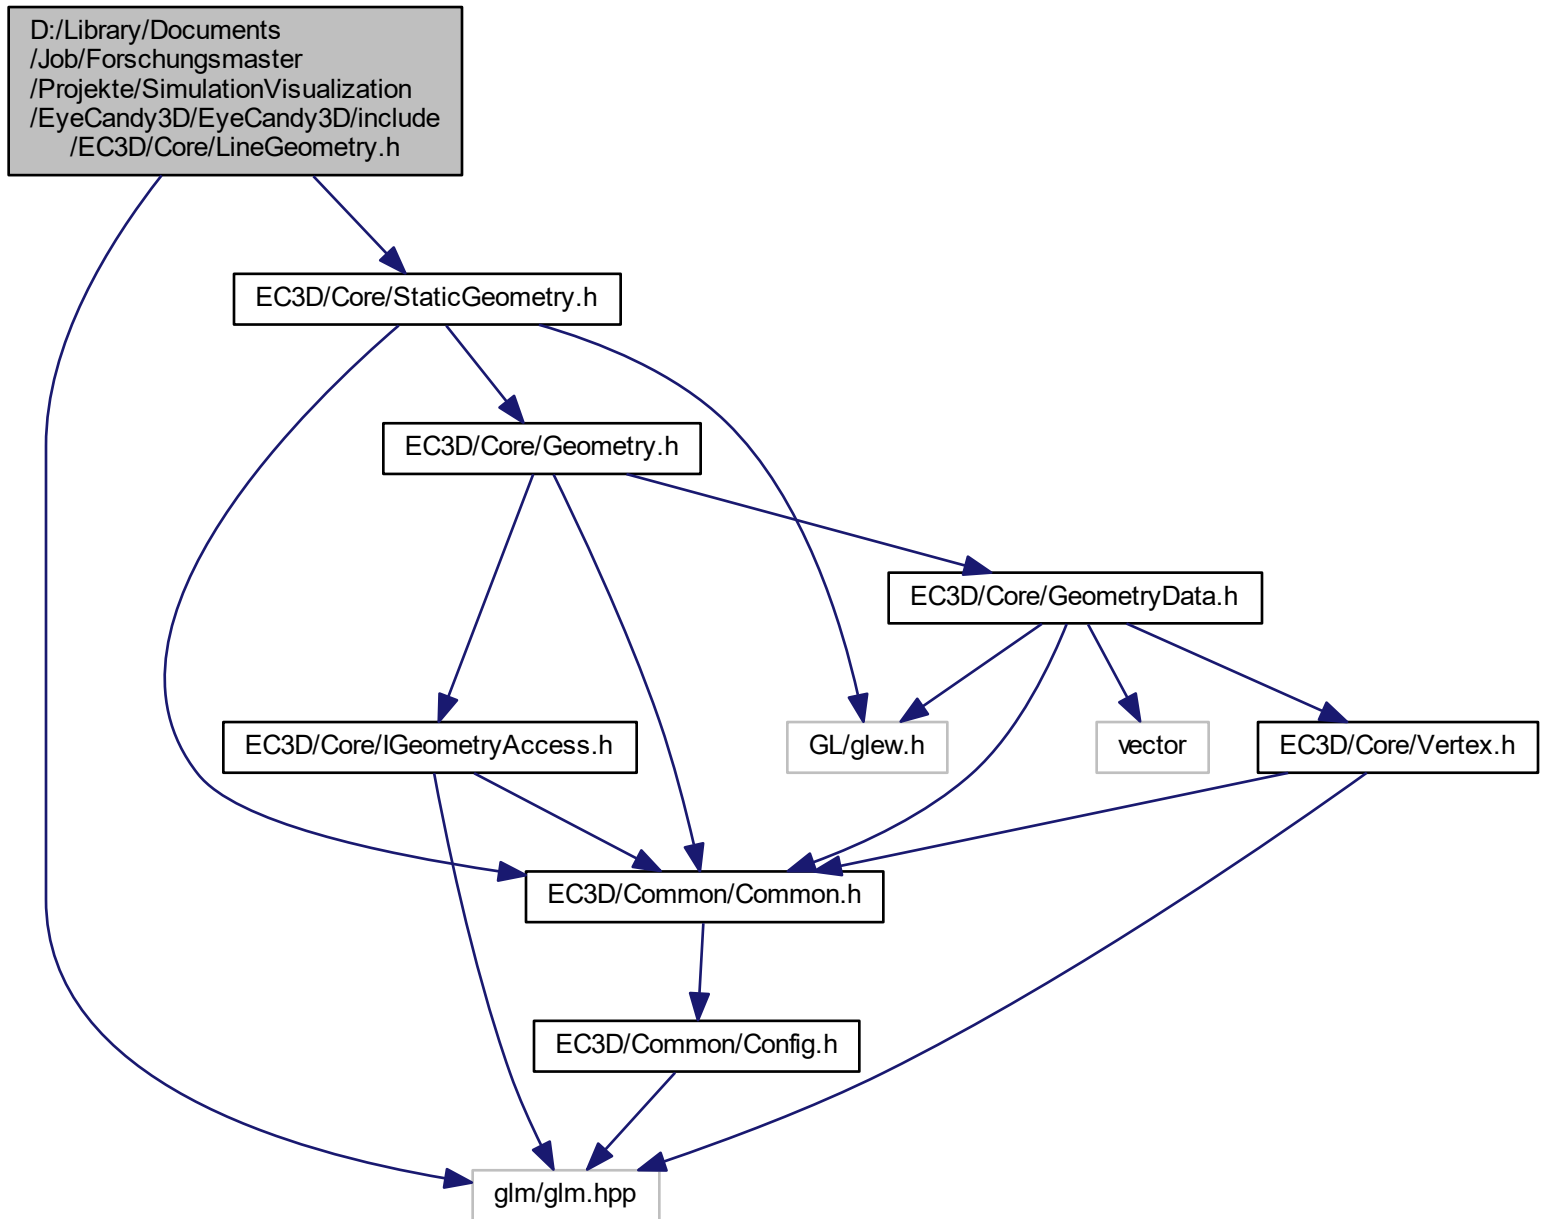 D:/Library/Documents
/Job/Forschungsmaster
/Projekte/SimulationVisualization
/EyeCandy3D/EyeCandy3D/include
/EC3D/Core/LineGeometry.h
EC3D/Core/StaticGeometry.h
EC3D/Core/Geometry.h
EC3D/Core/GeometryData.h
EC3D/Core/IGeometryAccess.h
GL/glew.h
vector
EC3D/Core/Vertex.h
EC3D/Common/Common.h
EC3D/Common/Config.h
glm/glm.hpp